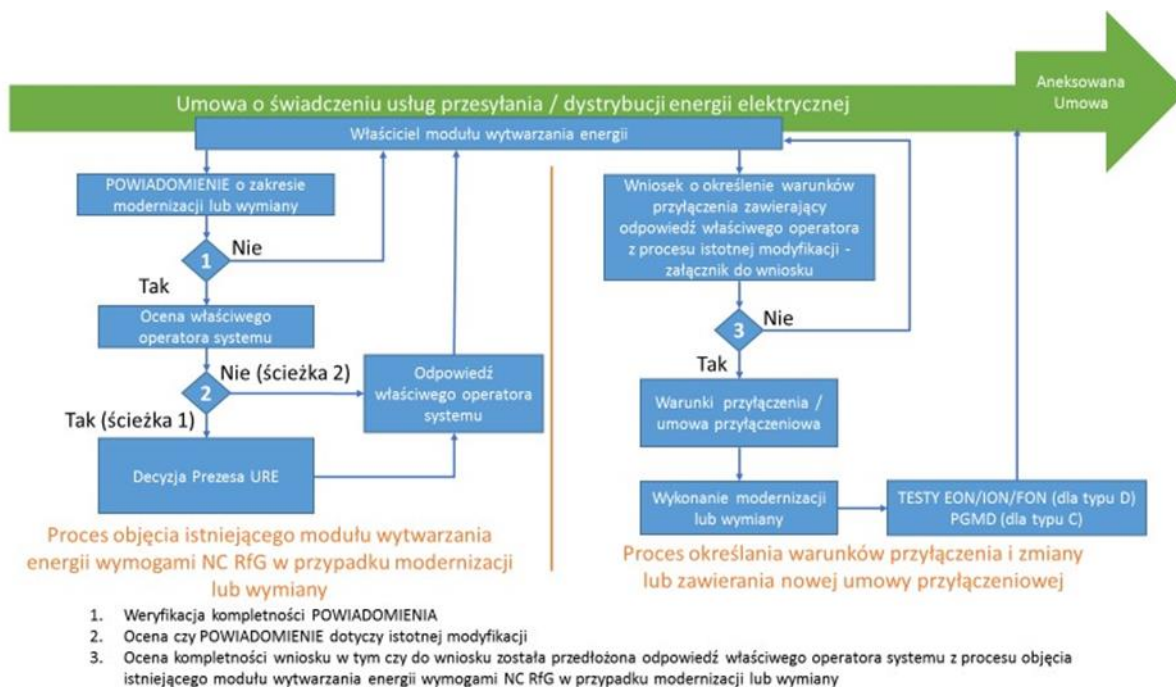 Aneksowana
Umowa
Umowa o świadczeniu usług przesyłania / dystrybucji energii elektrycznej
Właściciel modułu wytwarzania energii
POWIADOMIENIE o zakresie
modernizacji lub wymiany
1
Nie
Tak
Ocena właściwego
operatora systemu
2
Nie (ścieżka 2)
Tak (ścieżka 1)
Odpowiedź
właściwego operatora
systemu
Decyzja Prezesa URE
Proces objęcia istniejącego modułu wytwarzania
energii wymogami NC RfG w przypadku modernizacji
lub wymiany
Wniosek o określenie warunków
przyłączenia zawierający
odpowiedź właściwego operatora
z procesu istotnej modyfikacji -
załącznik do wniosku
3
Nie
Tak
Warunki przyłączenia /
umowa przyłączeniowa
Wykonanie modernizacji
lub wymiany
TESTY EON/ION/FON (dla typu D)
PGMD (dla typu C)
Proces określania warunków przyłączenia i zmiany
lub zawierania nowej umowy przyłączeniowej
1. Weryfikacja kompletności POWIADOMIENIA
2. Ocena czy POWIADOMIENIE dotyczy istotnej modyfikacji
3. Ocena kompletności wniosku w tym czy do wniosku została przedłożona odpowiedź właściwego operatora systemu z procesu objęcia
istniejącego modułu wytwarzania energii wymogami NC RfG w przypadku modernizacji lub wymiany